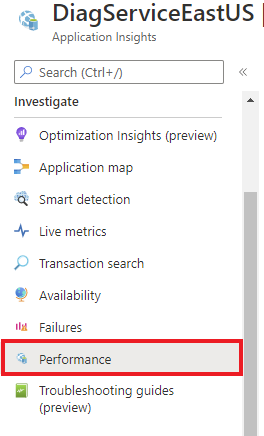 DiagServiceEastUS |
Application Insights
Search (Ctrl+/)
«
Investigate
Optimization Insights (preview)
Application map
Smart detection
Live metrics
Transaction search
Availability
Failures
Performance
Troubleshooting guides
(preview)